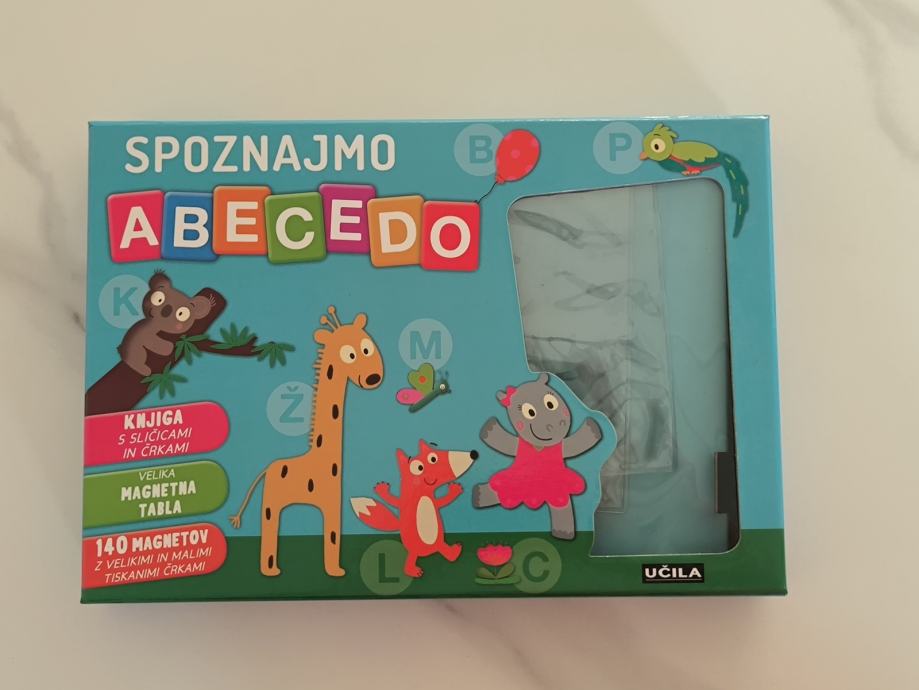 SPOZNAJMO
ABECEDO
B
P
K
M
Ž
KNJIGA
S SLIČICAMI
IN ČRKAMI
VELIKA
MAGNETNA
TABLA
140 MAGNETOV
Z VELIKIMI IN MALIMI
TISKANIMI ČRKAMI
L
C
UČILA